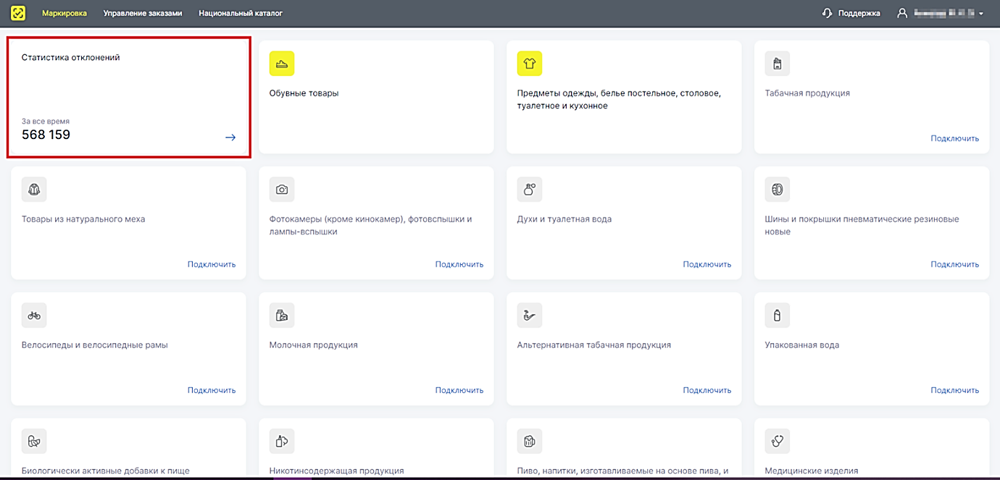 Маркировка
Управление заказами
Национальный каталог
Поддержка
Статистика отклонений
За все время
568 159
Обувные товары
Предметы одежды, белье постельное, столовое,
туалетное и кухонное
Табачная продукция
Подключить
Товары из натурального меха
Подключить
Фотокамеры (кроме кинокамер), фотовспышки и
лампы-вспышки
Подключить
Духи и туалетная вода
Подключить
Шины и покрышки пневматические резиновые
новые
Подключить
Велосипеды и велосипедные рамы
Подключить
Молочная продукция
Подключить
Альтернативная табачная продукция
Подключить
Упакованная вода
Подключить
Биологически активные добавки к пище
Никотинсодержащая продукция
Пиво, напитки, изготавливаемые на основе пива, и
Медицинские изделия